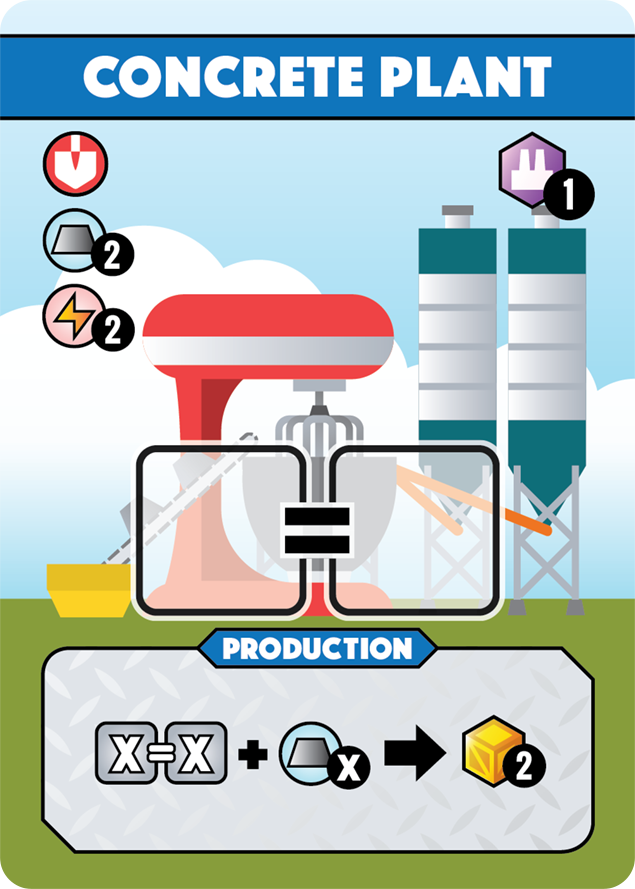 CONCRETE PLANT
1
2
2
=
PRODUCTION
X=X + X 2